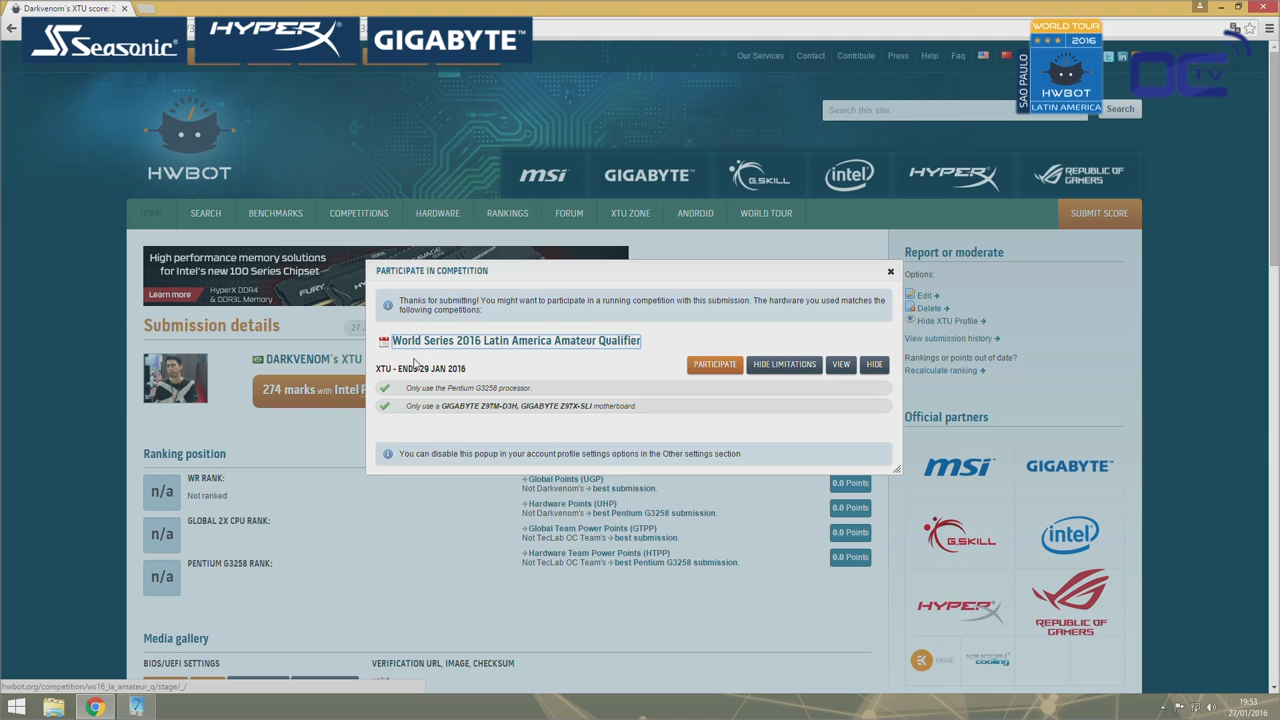 Darkvenom's XTU score: 2
Seasonic
HYPERX
GIGABYTE™
WORLD TOUR
2016
SAO PAULO
HWBOT
LATIN AMERICA
OC TV
Our Services
Contact
Contribute
Press
Help
Faq
Search this site
Search
HWBOT
msi
GIGABYTE™
G.SKILL
intel
HYPERX
REPUBLIC OF
GAMERS
HOME
SEARCH
BENCHMARKS
COMPETITIONS
HARDWARE
RANKINGS
FORUM
XTU ZONE
ANDROID
WORLD TOUR
SUBMIT SCORE
High performance memory solutions
for Intel's new 100 Series Chipset
Learn more
HyperX DDR4
& DDR3L Memory
FURY
Submission details
27
DARKVENOM`S XTU
274 marks with Intel P
PARTICIPATE IN COMPETITION
Thanks for submitting! You might want to participate in a running competition with this submission. The hardware you used matches the
following competitions:
World Series 2016 Latin America Amateur Qualifier
XTU - ENDS 29 JAN 2016
PARTICIPATE
HIDE LIMITATIONS
VIEW
HIDE
Only use the Pentium G3258 processor.
Only use a GIGABYTE Z97M-D3H, GIGABYTE Z97X-SLI motherboard.
You can disable this popup in your account profile settings options in the Other settings section
Report or moderate
Options:
Edit
Delete
Hide XTU Profile
View submission history
Rankings or points out of date?
Recalculate ranking
Official partners
msi
GIGABYTE™
G.SKILL
intel
HYPERX
REPUBLIC OF
GAMERS
ekwb
KINGPIN
cooling
Ranking position
n/a
WR RANK:
Not ranked
n/a
GLOBAL 2X CPU RANK:
n/a
PENTIUM G3258 RANK:
Global Points (UGP)
Not Darkvenom's best submission.
0.0 Points
Hardware Points (UHP)
Not Darkvenom's best Pentium G3258 submission.
0.0 Points
Global Team Power Points (GTPP)
Not TecLab OC Team's best submission.
0.0 Points
Hardware Team Power Points (HTPP)
Not TecLab OC Team's best Pentium G3258 submission.
0.0 Points
Media gallery
BIOS/UEFI SETTINGS
VERIFICATION URL, IMAGE, CHECKSUM
valid
hwbot.org/competition/ws16_la_amateur_q/stage/_/
19:53
27/01/2016